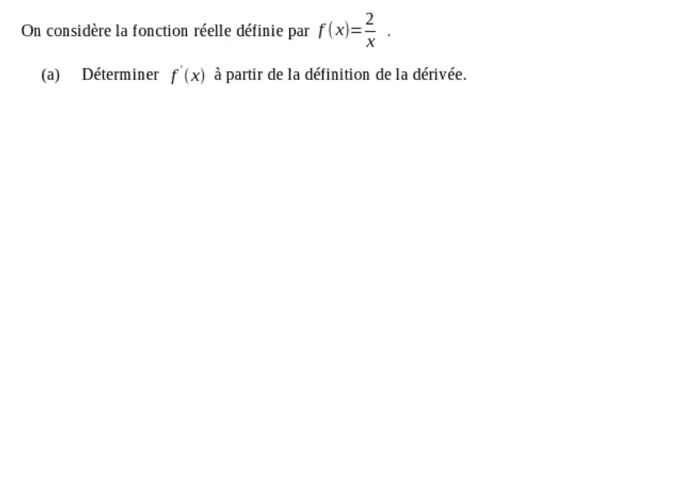 On considère la fonction réelle définie par f(x)=2/x .
(a) Déterminer f'(x) à partir de la définition de la dérivée.